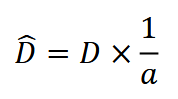 D̂ = D × 1/a